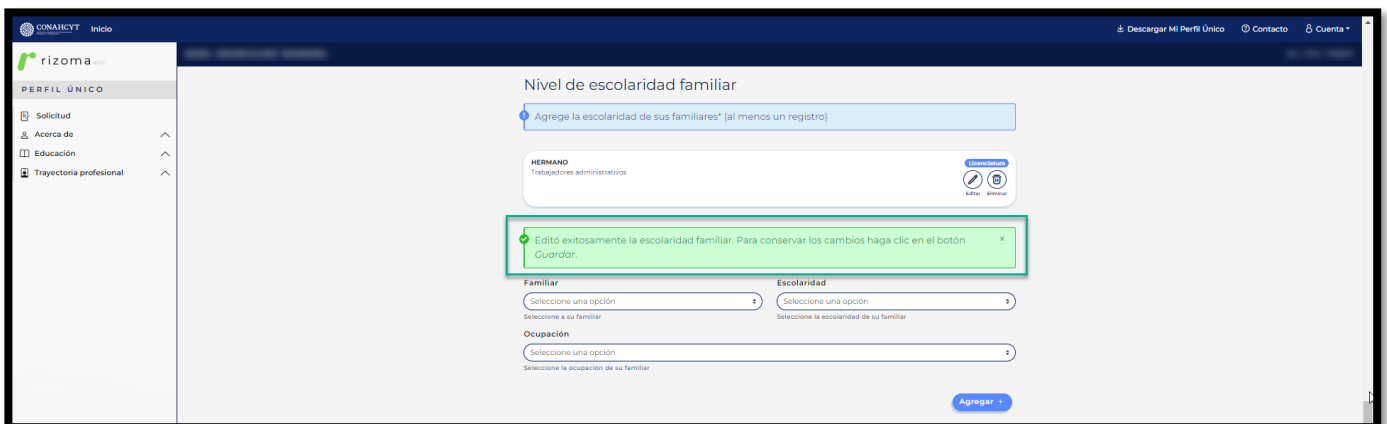 CONAHCYT Inicio Descargar Mi Perfil Único Contacto Cuenta
rizoma
PERFIL ÚNICO
Solicitud
Acerca de
Educación
Trayectoria profesional
Nivel de escolaridad familiar
Agrege la escolaridad de sus familiares* (al menos un registro)
HERMANO
Trabajadores administrativos
Licenciatura
Editar Eliminar
Editó exitosamente la escolaridad familiar. Para conservar los cambios haga clic en el botón ×
Guardar.
Familiar Escolaridad
Seleccione una opción Seleccione una opción
Seleccione a su familiar Seleccione la escolaridad de su familiar
Ocupación
Seleccione una opción
Seleccione la ocupación de su familiar
Agregar +